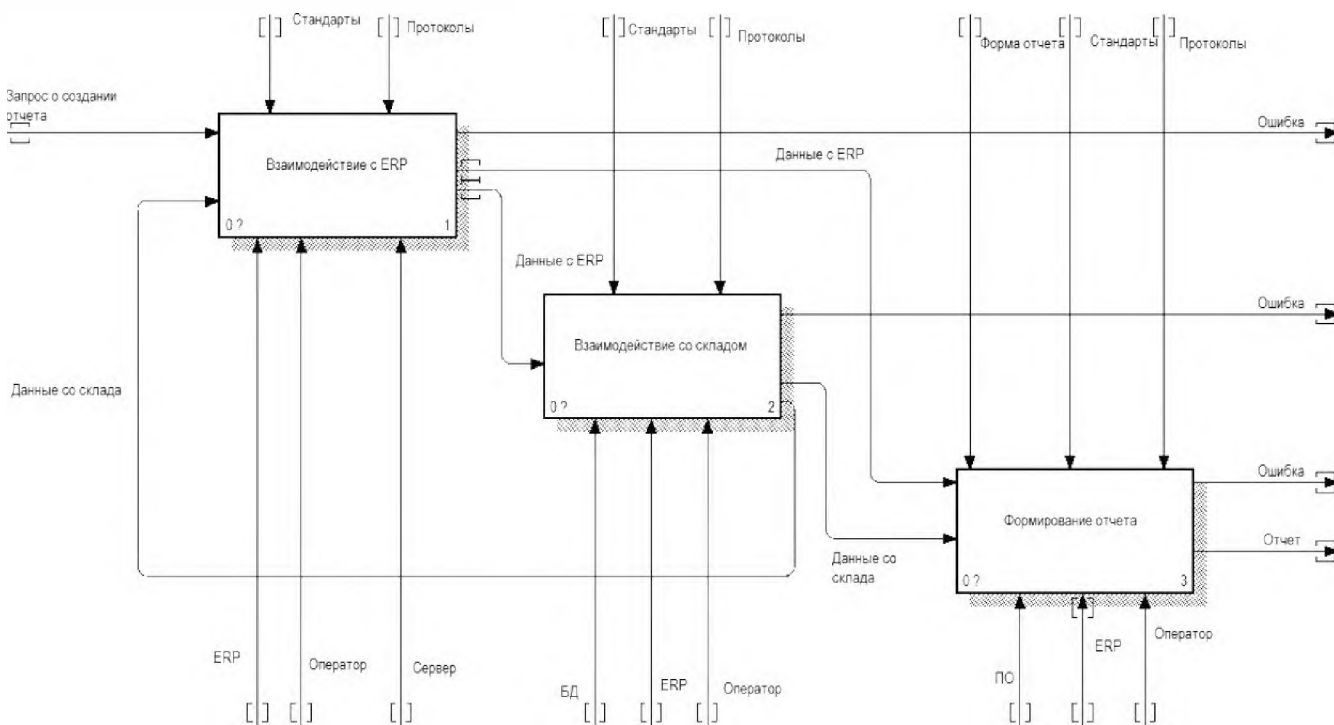 Стандарты
Протоколы
Стандарты
Протоколы
Форма отчета
Стандарты
Протоколы
Запрос о создании
отчета
Ошибка
Взаимодействие с ERP
Данные с ERP
0 ?
1
Данные с ERP
Ошибка
Взаимодействие со складом
Данные со склада
0 ?
2
Ошибка
Формирование отчета
Отчет
Данные со
склада
0 ?
3
ERP
Оператор
Сервер
БД
ERP
Оператор
ПО
ERP
Оператор